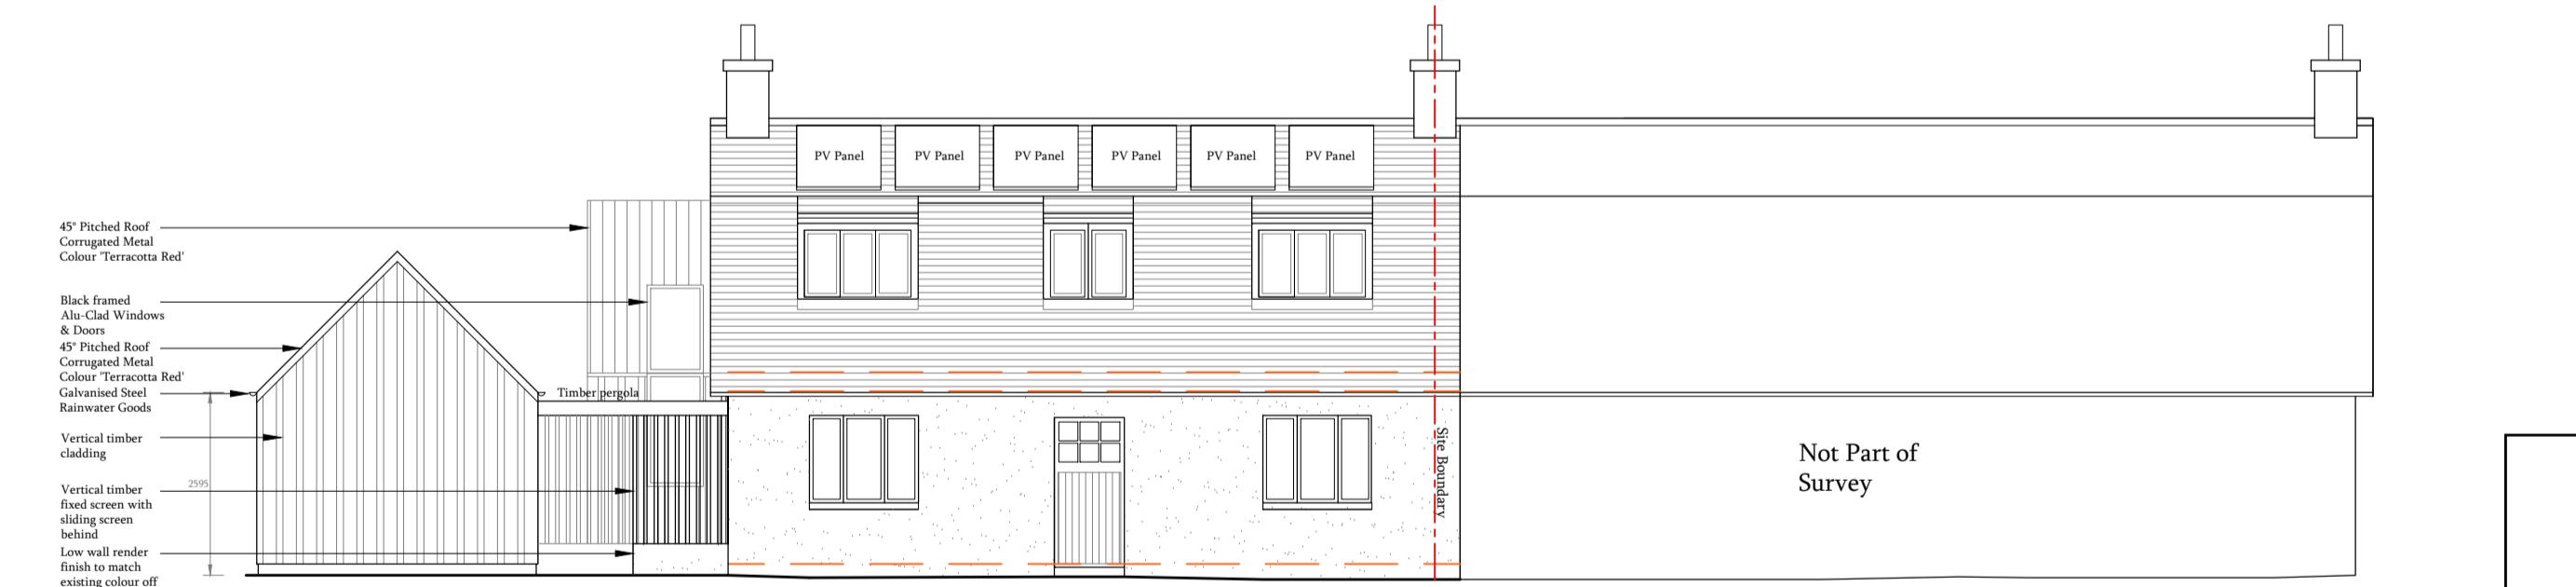 PV Panel
PV Panel
PV Panel
PV Panel
PV Panel
PV Panel
45° Pitched Roof
Corrugated Metal
Colour 'Terracotta Red'
Black framed
Alu-Clad Windows
& Doors
45° Pitched Roof
Corrugated Metal
Colour 'Terracotta Red'
Galvanised Steel
Rainwater Goods
Timber pergola
Vertical timber
cladding
2595
Vertical timber
fixed screen with
sliding screen
behind
Low wall render
finish to match
existing colour off
Site Boundary
Not Part of
Survey